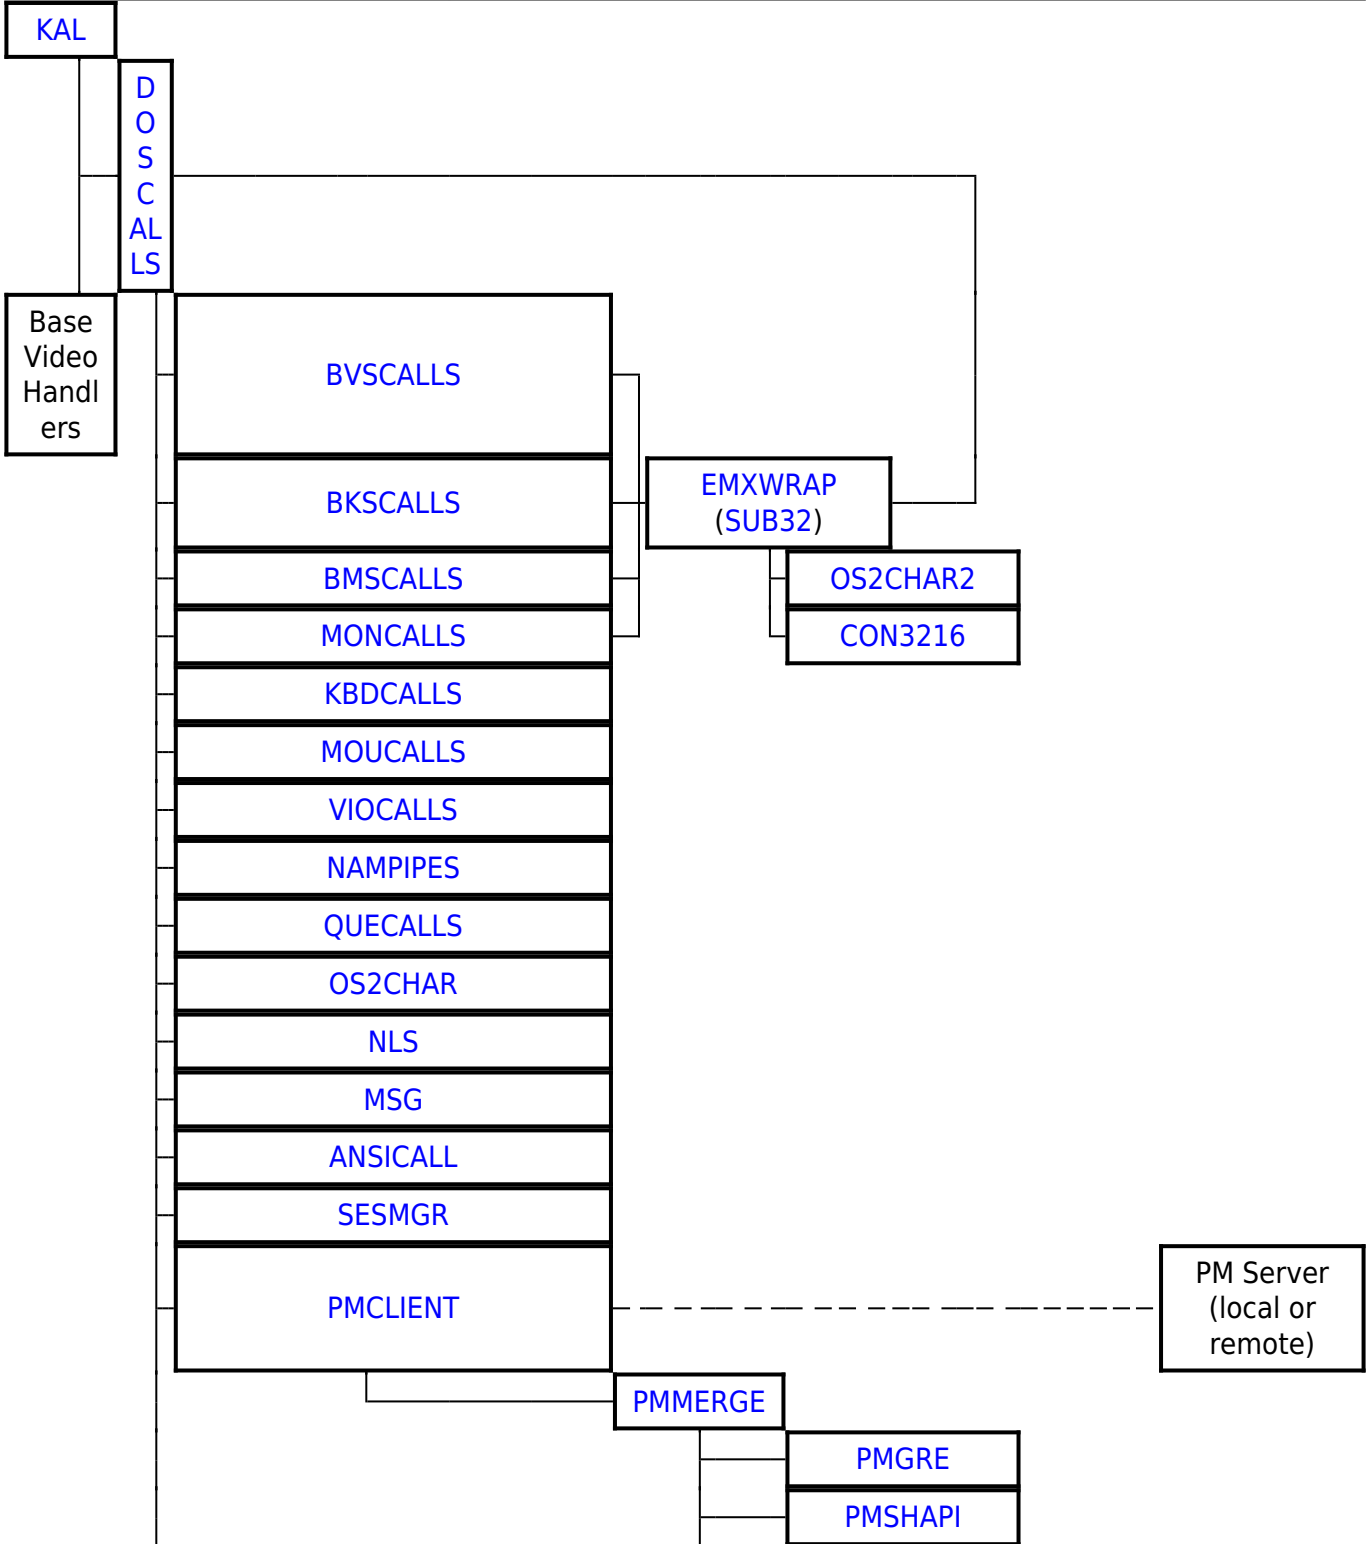 KAL
D
O
S
C
AL
LS
Base
Video
Handl
ers
BVSCALLS
BKSCALLS
EMXWRAP
(SUB32)
BMSCALLS
OS2CHAR2
MONCALLS
CON3216
KBDCALLS
MOUCALLS
VIOCALLS
NAMPIPES
QUECALLS
OS2CHAR
NLS
MSG
ANSICALL
SESMGR
PMCLIENT
PM Server
(local or
remote)
PMMERGE
PMGRE
PMSHAPI